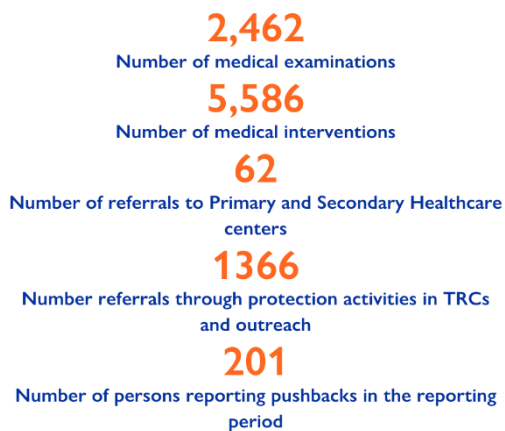 2,462
Number of medical examinations
5,586
Number of medical interventions
62
Number of referrals to Primary and Secondary Healthcare
centers
1366
Number referrals through protection activities in TRCs
and outreach
201
Number of persons reporting pushbacks in the reporting
period